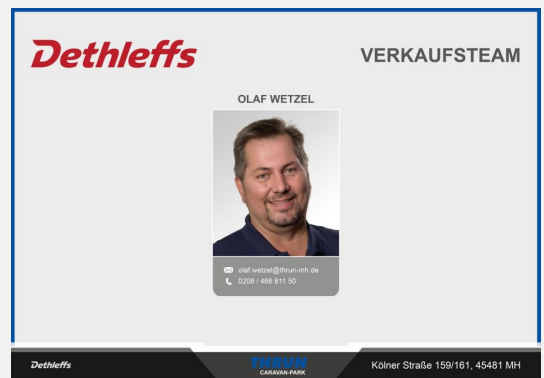 Dethleffs
VERKAUFSTEAM
OLAF WETZEL
olaf.wetzel@thrun-mh.de
0208 / 466 811 50
Dethleffs
THRUN
CARAVAN-PARK
Kölner Straße 159/161, 45481 MH